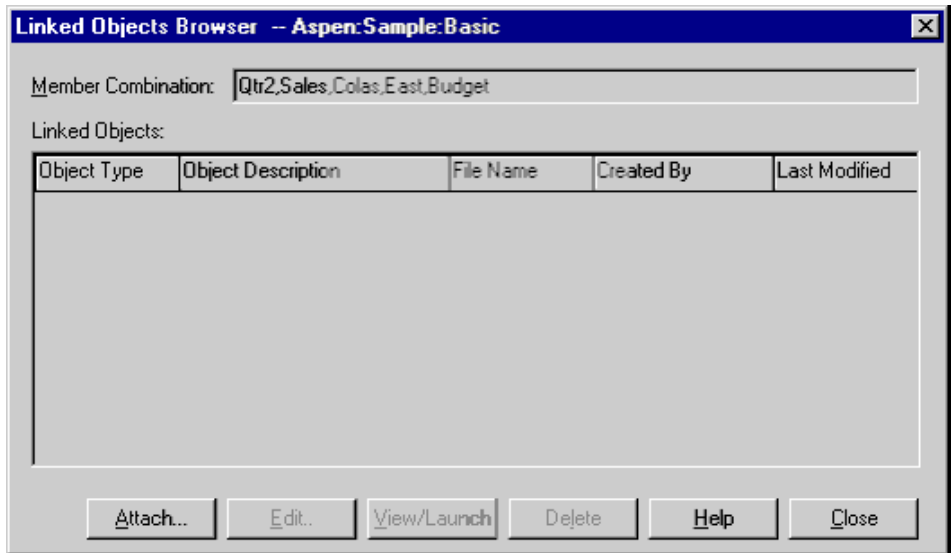 Linked Objects Browser -- Aspen:Sample:Basic
Member Combination: Qtr2,Sales,Colas,East,Budget
Linked Objects:
Object Type Object Description File Name Created By Last Modified
Attach... Edit.. View/Launch Delete Help Close